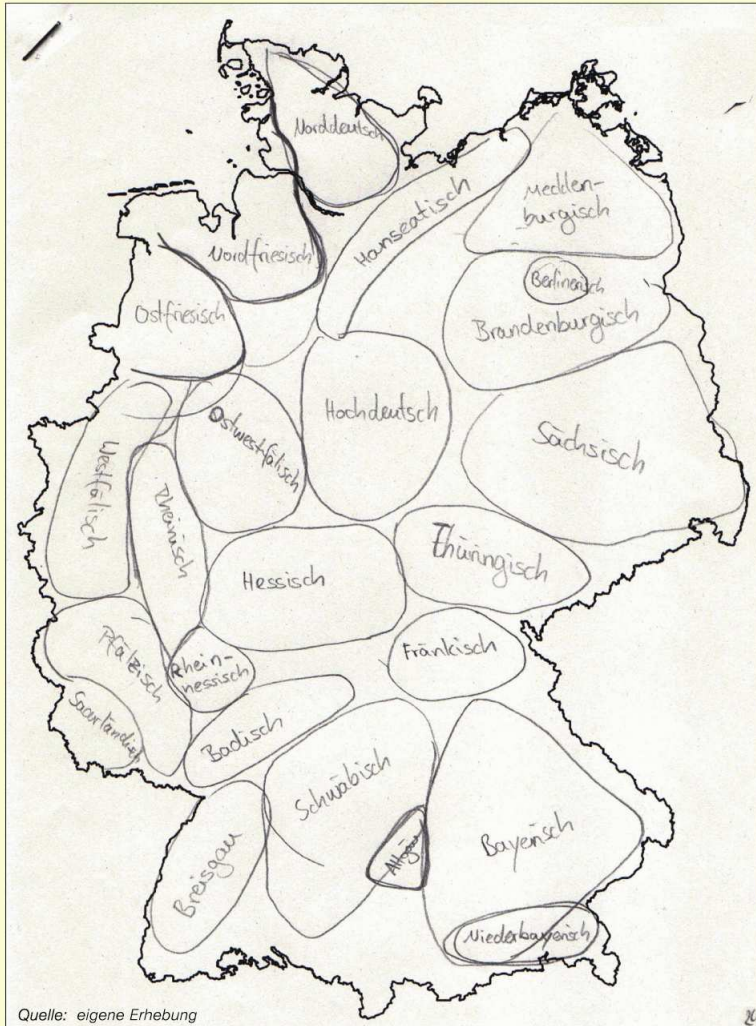 Norddeutsch
Hanseatisch
Mecklen-
burgisch
Nordfriesisch
Ostfriesisch
Berlinerisch
Brandenburgisch
Hochdeutsch
Ostwestfälisch
Westfälisch
Sächsisch
Rheinisch
Thüringisch
Hessisch
Fränkisch
Pfälzisch
Rhein-
hessisch
Saarländisch
Badisch
Schwäbisch
Allgäu
Bayerisch
Breisgau
Niederbayerisch
Quelle: eigene Erhebung